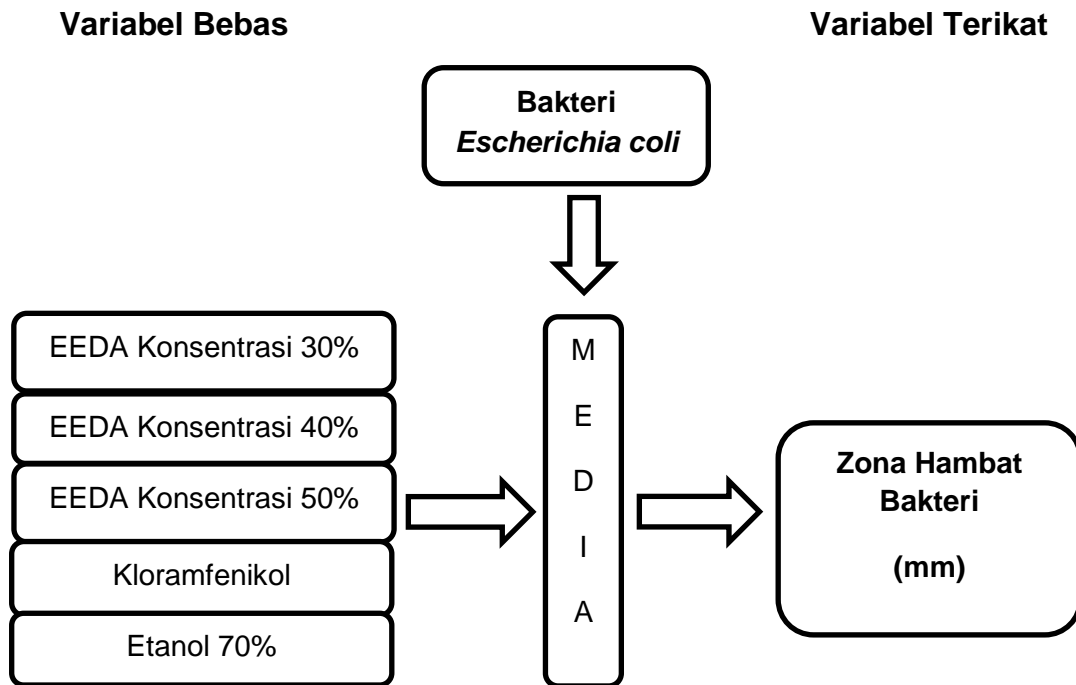 Variabel Bebas
Variabel Terikat
Bakteri
Escherichia coli
EEDA Konsentrasi 30%
EEDA Konsentrasi 40%
EEDA Konsentrasi 50%
Kloramfenikol
Etanol 70%
M
E
D
I
A
Zona Hambat
Bakteri
(mm)